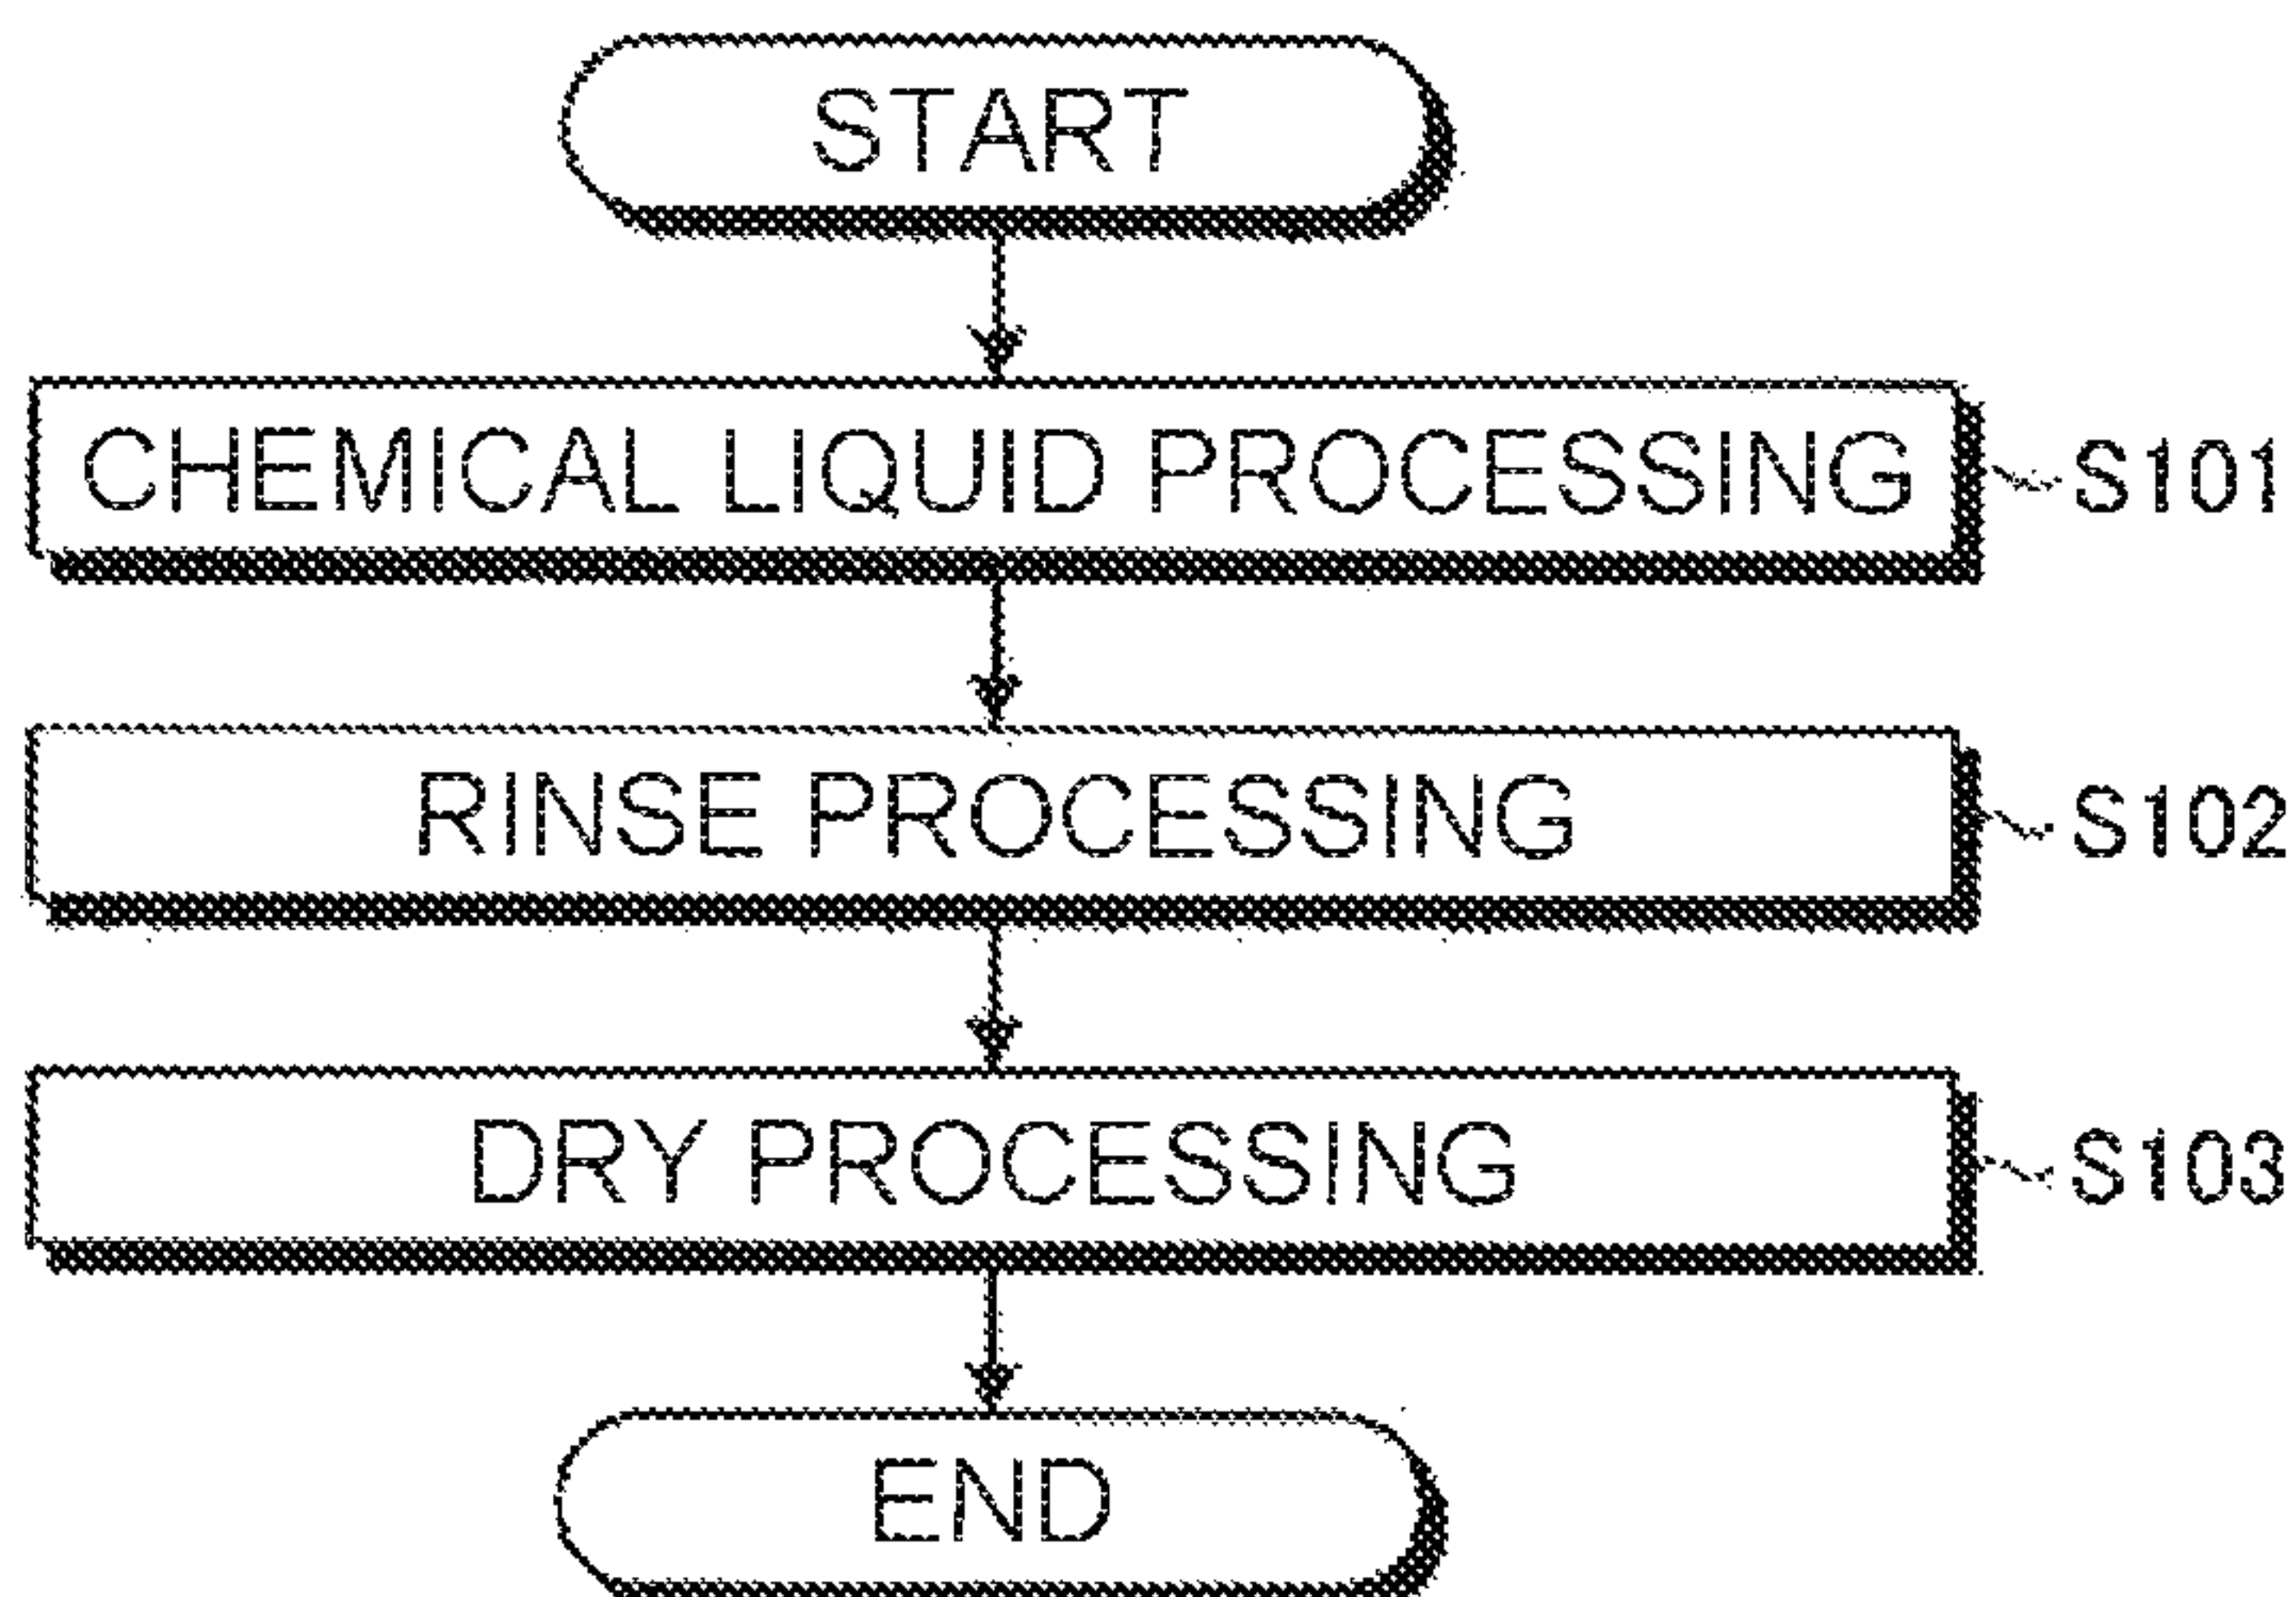 START
CHEMICAL LIQUID PROCESSING S101
RINSE PROCESSING S102
DRY PROCESSING S103
END